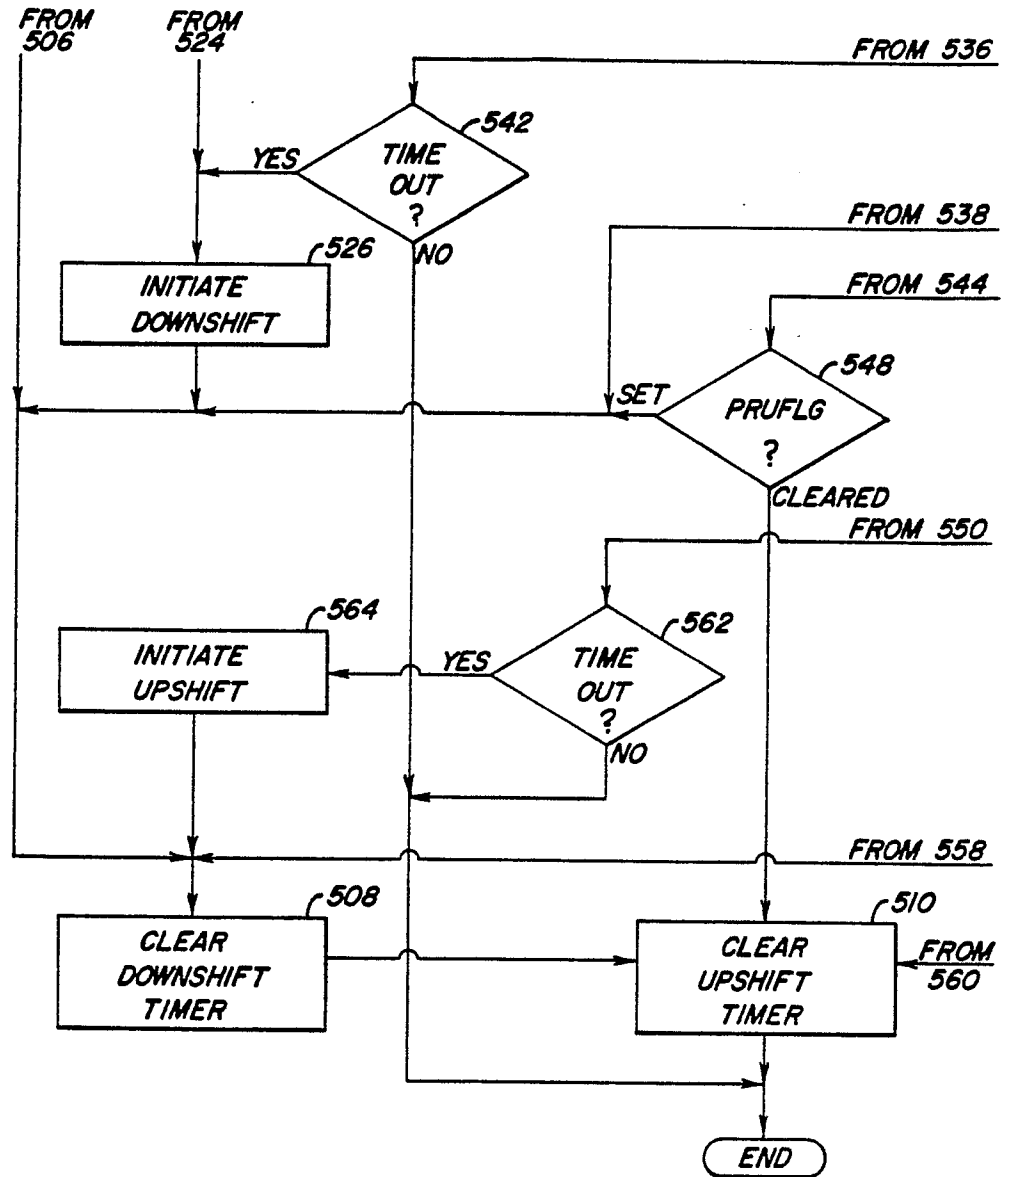 FROM
506
FROM
524
FROM 536
542
TIME
OUT
?
YES
NO
FROM 538
526
INITIATE
DOWNSHIFT
FROM 544
548
SET
PRUFLG
?
CLEARED
FROM 550
564
INITIATE
UPSHIFT
562
YES
TIME
OUT
?
NO
FROM 558
508
CLEAR
DOWNSHIFT
TIMER
510
CLEAR
UPSHIFT
TIMER
FROM
560
END